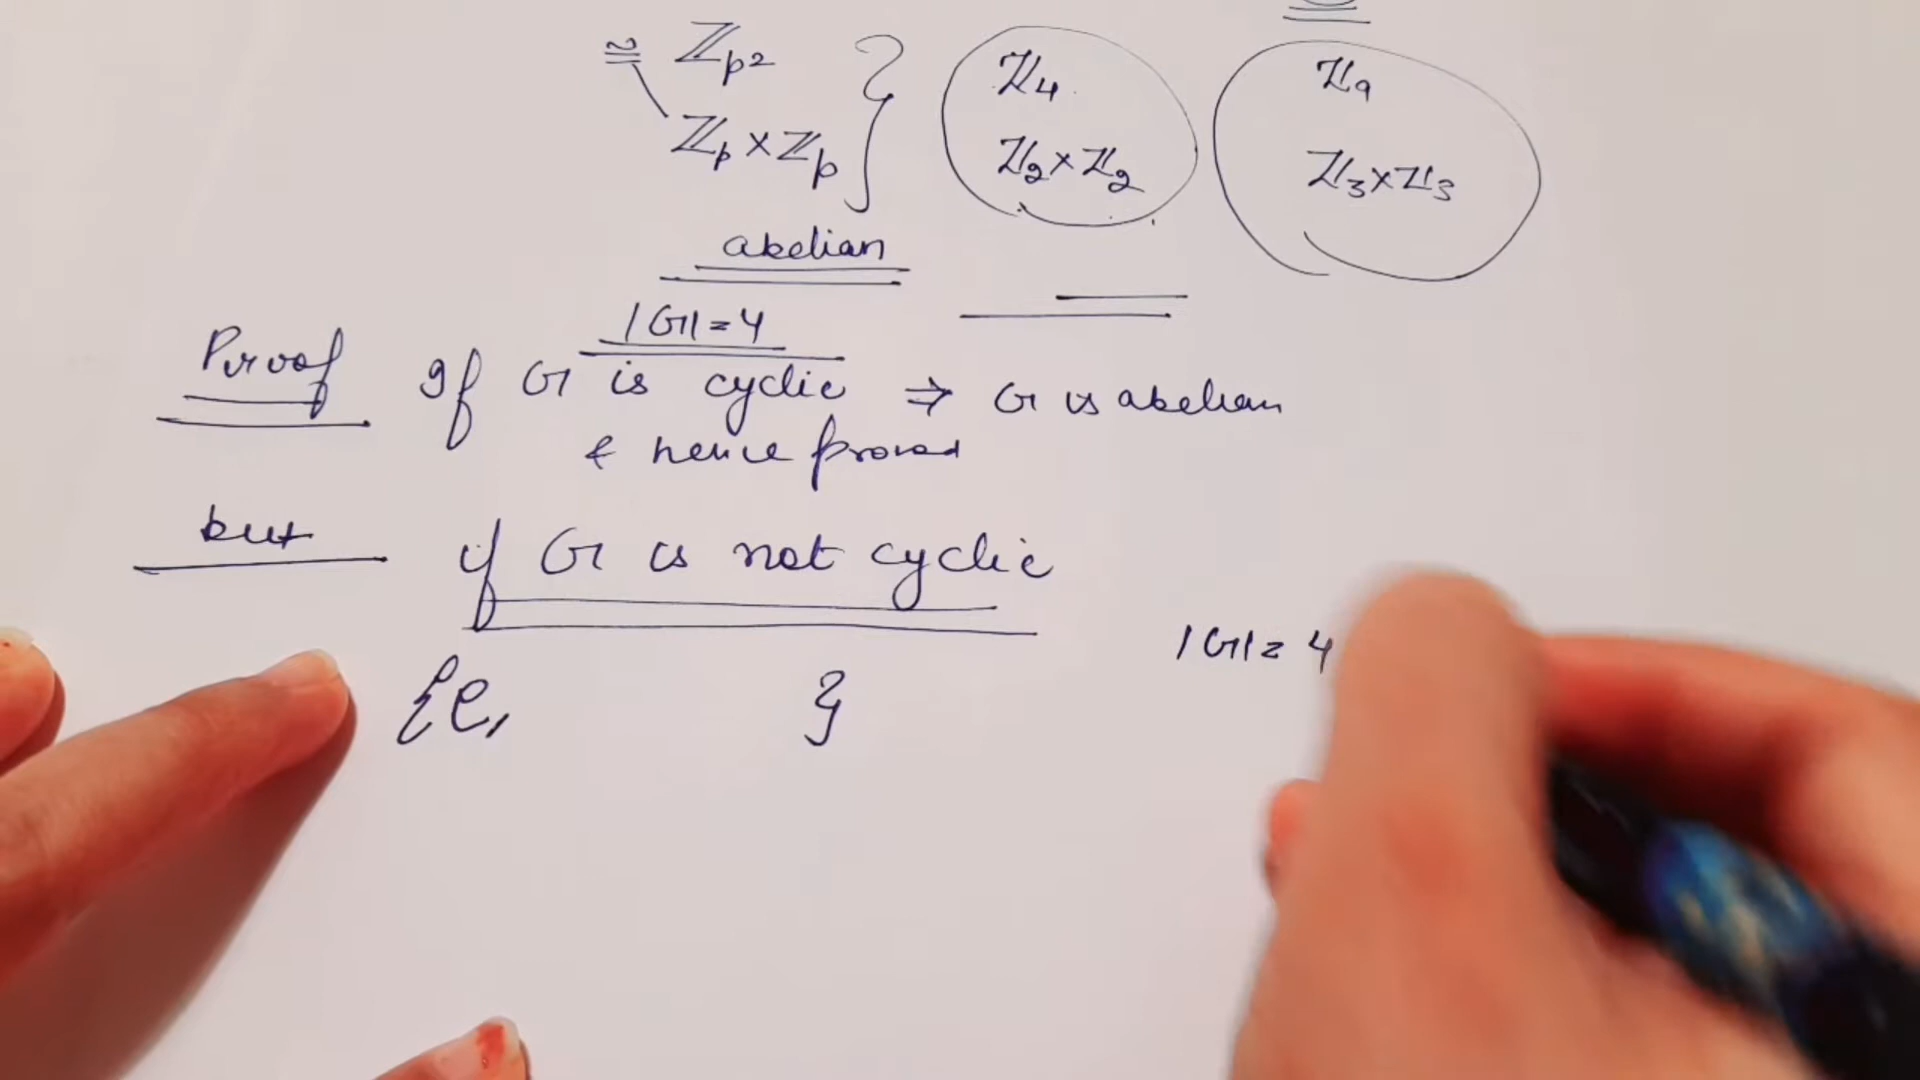 ≅ ℤp²
ℤp × ℤp }
ℤ4
ℤ2 × ℤ2
ℤ9
ℤ3 × ℤ3
abelian
|G| = 4
Proof If G is cyclic ⇒ G is abelian
& hence proved
but if G is not cyclic
|G| = 4
{e, }